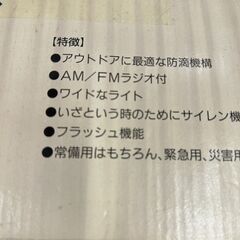 【特徴】
●アウトドアに最適な防滴機構
●AM／FMラジオ付
●ワイドなライト
●いざという時のためにサイレン機
●フラッシュ機能
●常備用はもちろん、緊急用、災害用